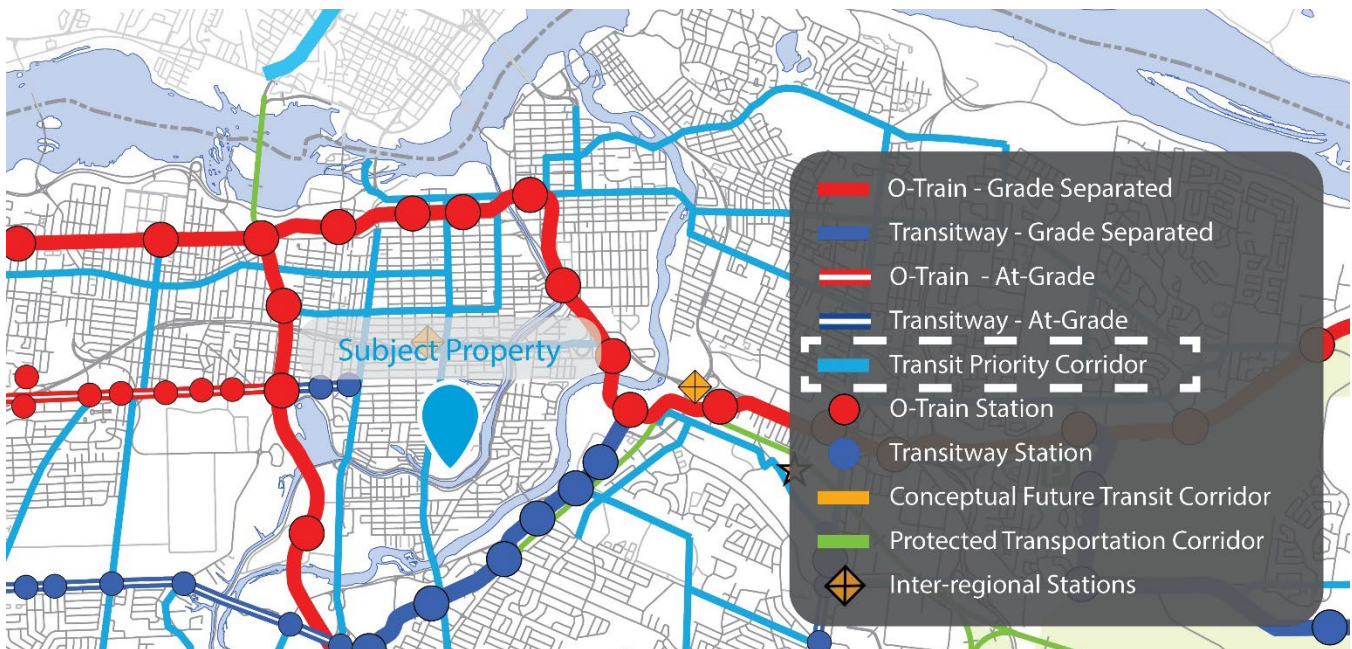 O-Train - Grade Separated
Transitway - Grade Separated
O-Train - At-Grade
Transitway - At-Grade
Subject Property
Transit Priority Corridor
O-Train Station
Transitway Station
Conceptual Future Transit Corridor
Protected Transportation Corridor
Inter-regional Stations